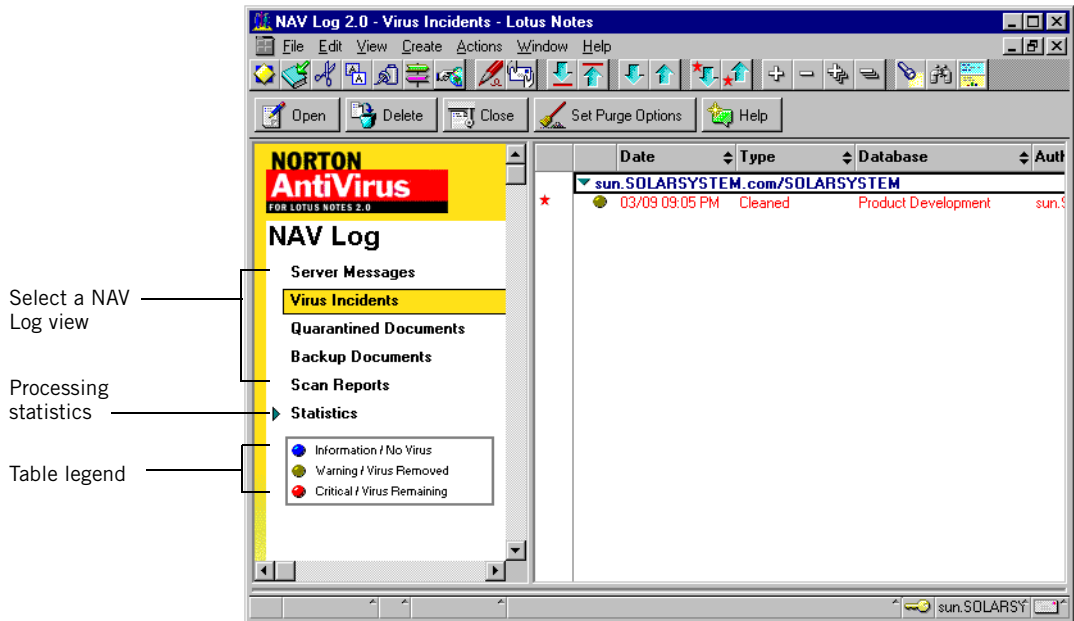 NAV Log 2.0 - Virus Incidents - Lotus Notes
File Edit View Create Actions Window Help
Open Delete Close Set Purge Options Help
NORTON
AntiVirus
FOR LOTUS NOTES 2.0
NAV Log
Server Messages
Virus Incidents
Quarantined Documents
Backup Documents
Scan Reports
Statistics
Information / No Virus
Warning / Virus Removed
Critical / Virus Remaining
Select a NAV
Log view
Processing
statistics
Table legend
Date Type Database Auth
sun.SOLARSYSTEM.com/SOLARSYSTEM
03/09 09:05 PM Cleaned Product Development sun.S
sun.SOLARSY